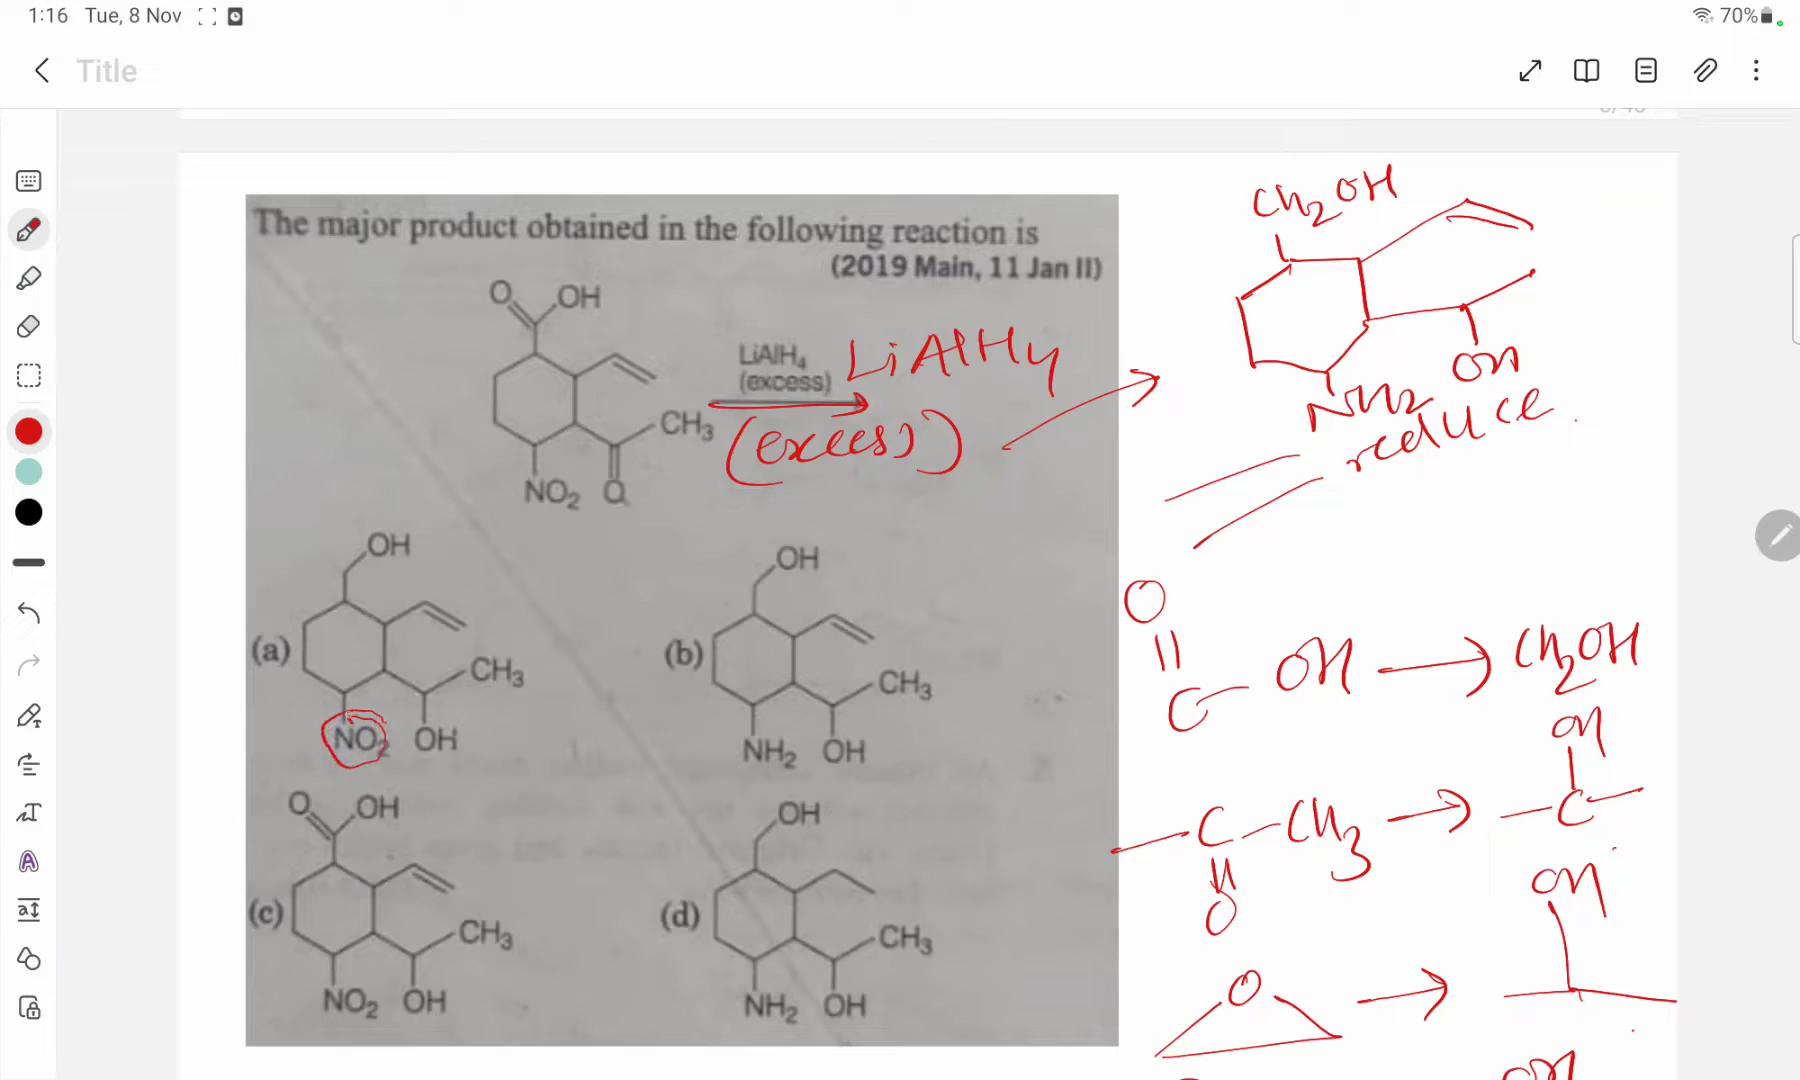 1:16 Tue, 8 Nov
70%
Title
The major product obtained in the following reaction is
(2019 Main, 11 Jan II)
O OH
LiAlH4
(excess)
CH3
NO2 O
LiAlH4
(excess)
CH2OH
OH
NH2
reduce
(a)
OH
CH3
NO2 OH
(b)
OH
CH3
NH2 OH
(c)
O OH
CH3
NO2 OH
(d)
OH
CH3
NH2 OH
O
C OH → CH2OH
OH
C CH3 → C
O
OH
O →
OH